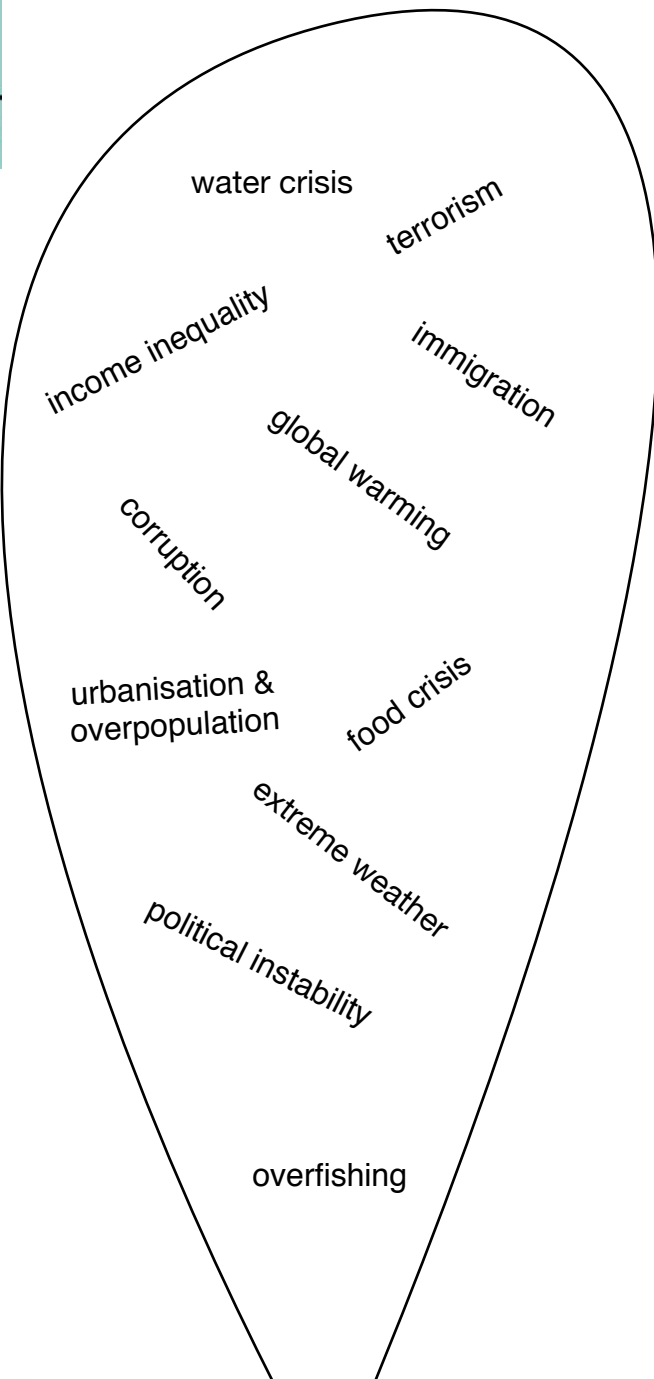 water crisis
terrorism
income inequality
immigration
global warming
corruption
urbanisation &
overpopulation
food crisis
extreme weather
political instability
overfishing